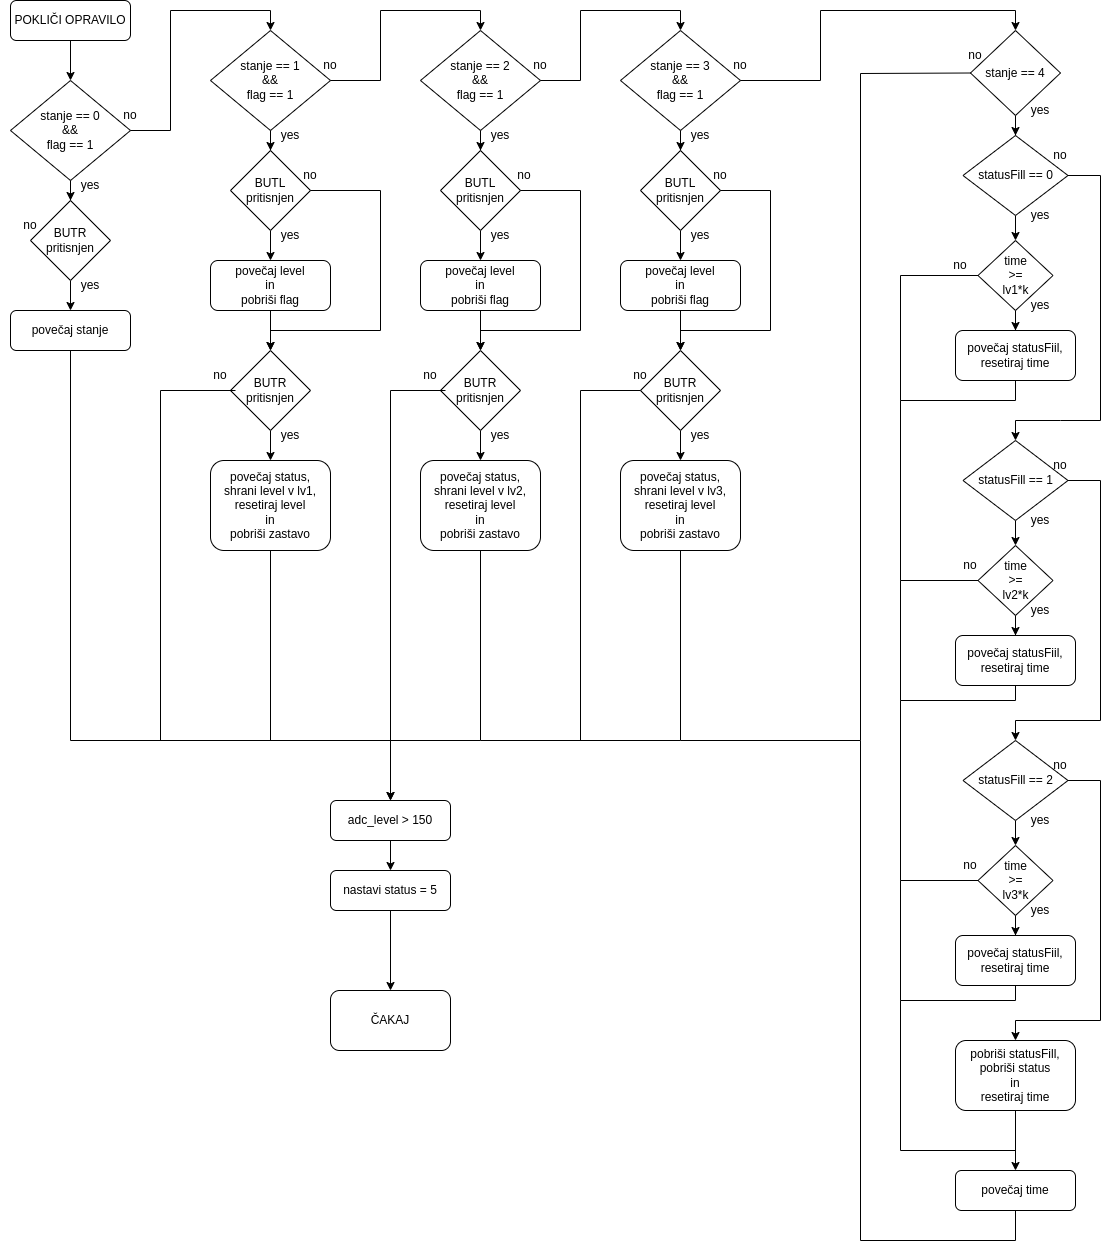 POKLIČI OPRAVILO
stanje == 0
&&
flag == 1
no
yes
BUTR
pritisnjen
no
yes
povečaj stanje
stanje == 1
&&
flag == 1
no
yes
BUTL
pritisnjen
no
yes
povečaj level
in
pobriši flag
BUTR
pritisnjen
no
yes
povečaj status,
shrani level v lv1,
resetiraj level
in
pobriši zastavo
stanje == 2
&&
flag == 1
no
yes
BUTL
pritisnjen
no
yes
povečaj level
in
pobriši flag
BUTR
pritisnjen
no
yes
povečaj status,
shrani level v lv2,
resetiraj level
in
pobriši zastavo
stanje == 3
&&
flag == 1
no
yes
BUTL
pritisnjen
no
yes
povečaj level
in
pobriši flag
BUTR
pritisnjen
no
yes
povečaj status,
shrani level v lv3,
resetiraj level
in
pobriši zastavo
stanje == 4
no
yes
statusFill == 0
no
yes
time
>=
lv1*k
no
yes
povečaj statusFiil,
resetiraj time
statusFill == 1
no
yes
time
>=
lv2*k
no
yes
povečaj statusFiil,
resetiraj time
statusFill == 2
no
yes
time
>=
lv3*k
no
yes
povečaj statusFiil,
resetiraj time
pobriši statusFill,
pobriši status
in
resetiraj time
povečaj time
adc_level > 150
nastavi status = 5
ČAKAJ